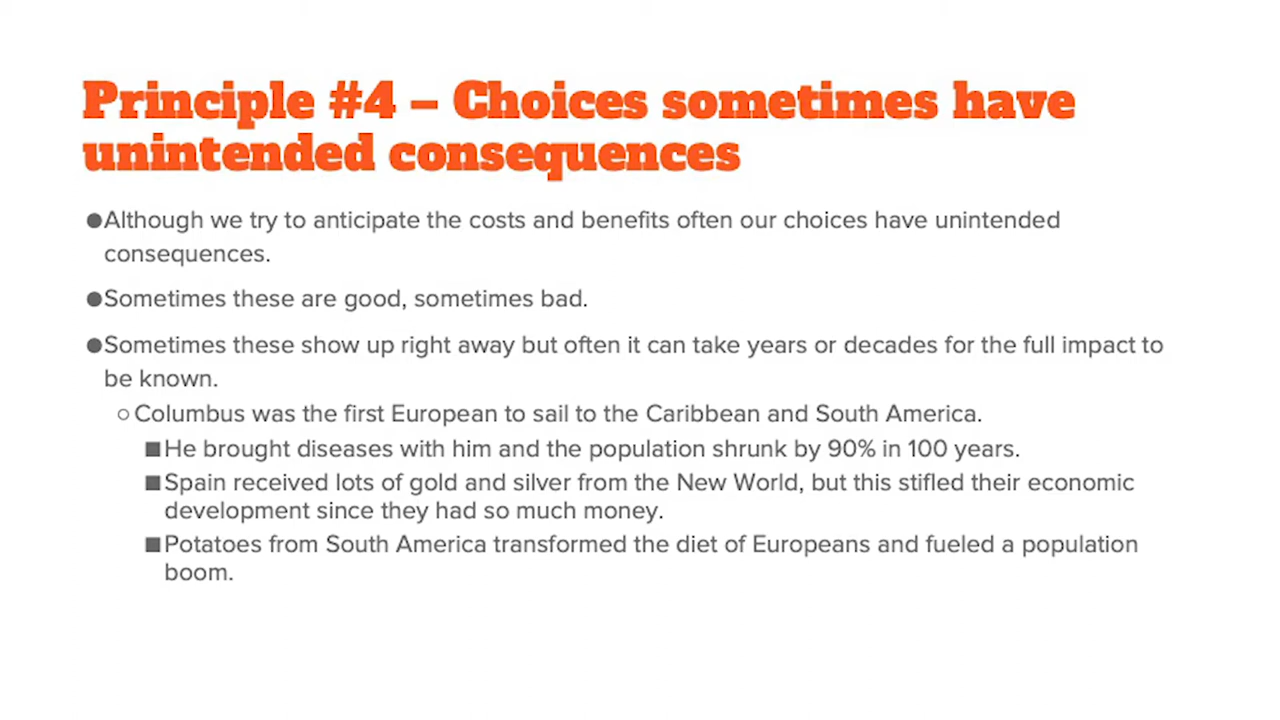 Principle #4 – Choices sometimes have
unintended consequences
●Although we try to anticipate the costs and benefits often our choices have unintended
consequences.
●Sometimes these are good, sometimes bad.
●Sometimes these show up right away but often it can take years or decades for the full impact to
be known.
○Columbus was the first European to sail to the Caribbean and South America.
■He brought diseases with him and the population shrunk by 90% in 100 years.
■Spain received lots of gold and silver from the New World, but this stifled their economic
development since they had so much money.
■Potatoes from South America transformed the diet of Europeans and fueled a population
boom.